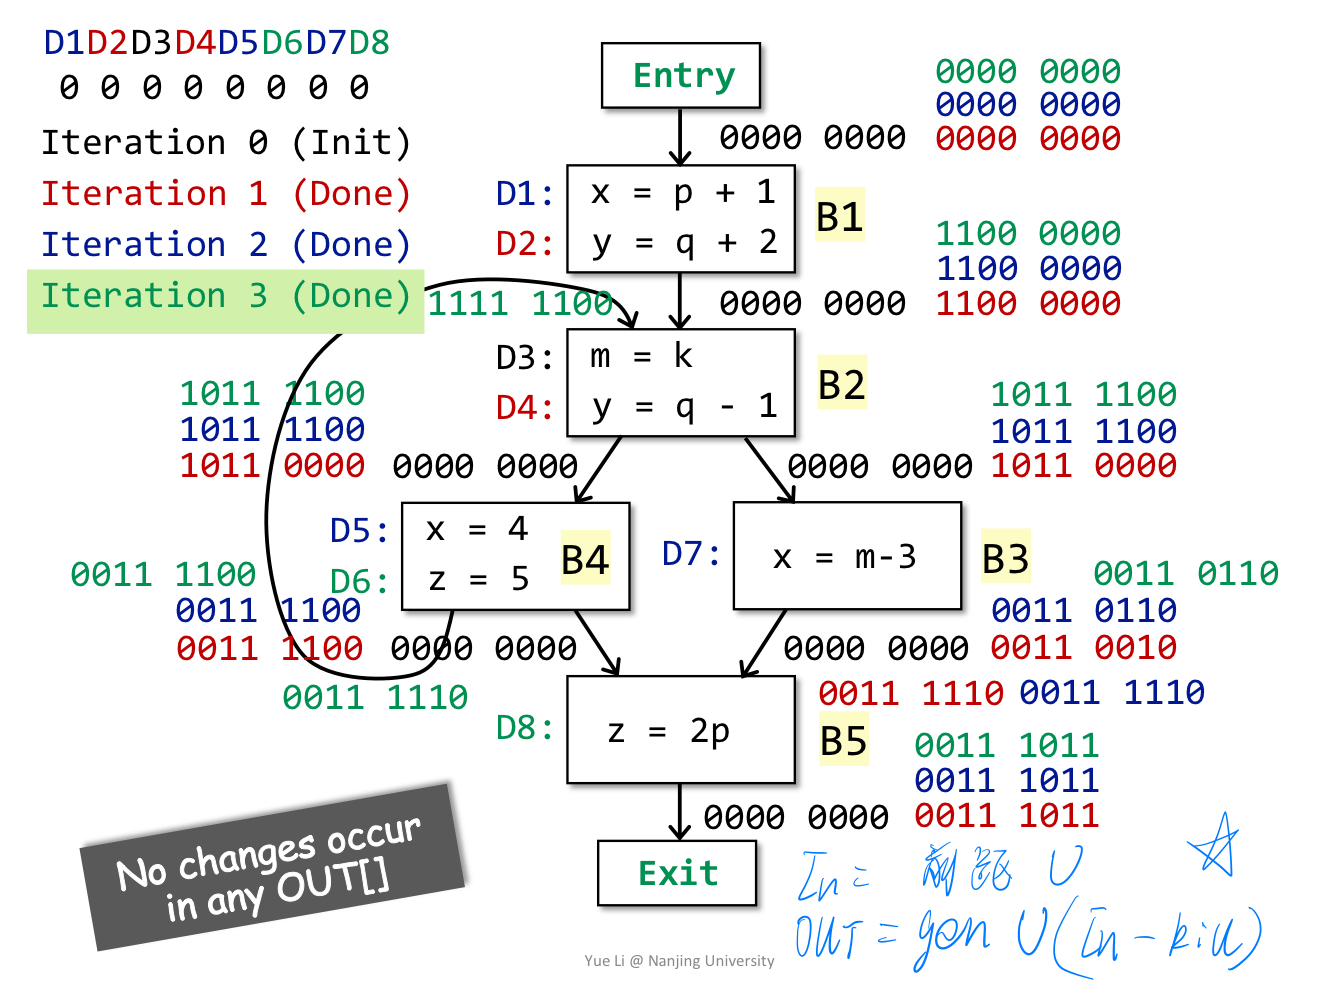 D1D2D3D4D5D6D7D8
0 0 0 0 0 0 0 0
Iteration 0 (Init)
Iteration 1 (Done)
Iteration 2 (Done)
Iteration 3 (Done)
Entry
0000 0000
0000 0000
0000 0000
0000 0000
D1: x = p + 1
D2: y = q + 2
B1
1100 0000
1100 0000
1111 1100
0000 0000
1100 0000
D3: m = k
D4: y = q - 1
B2
1011 1100
1011 1100
1011 0000
0000 0000
0000 0000
1011 1100
1011 1100
1011 0000
D5: x = 4
D6: z = 5
B4
D7: x = m-3
B3
0011 1100
0011 1100
0011 1100
0000 0000
0000 0000
0011 0110
0011 0110
0011 0010
0011 1110
0011 1110
0011 1110
D8: z = 2p
B5
0011 1011
0011 1011
0000 0000
0011 1011
Exit
No changes occur
in any OUT[]
In = U
OUT = gen U (In - kill)
Yue Li @ Nanjing University